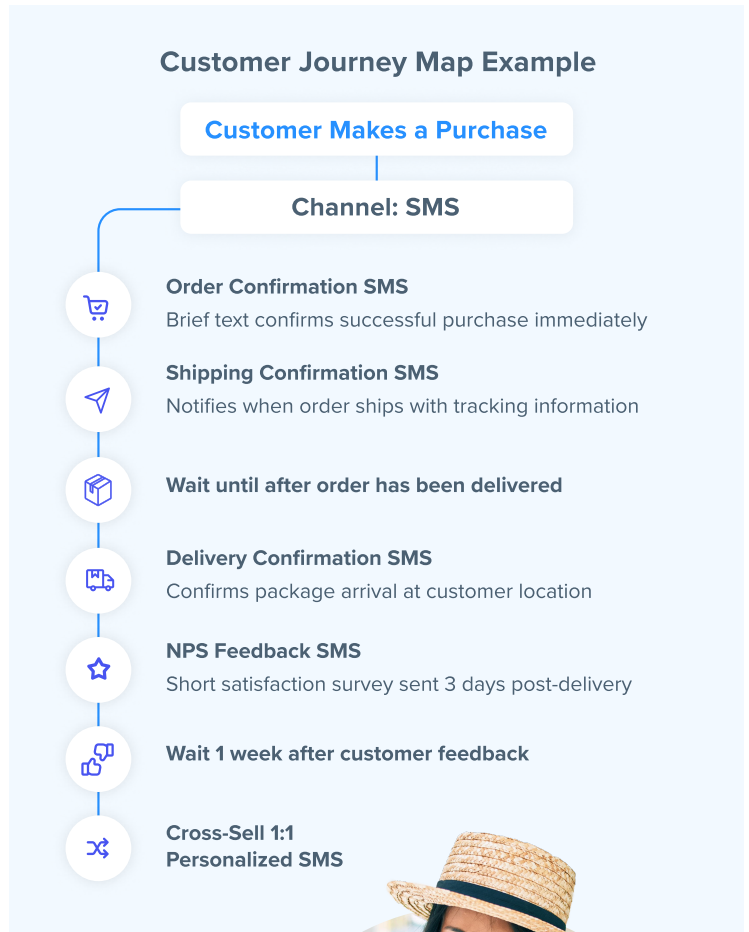 Customer Journey Map Example
Customer Makes a Purchase
Channel: SMS
Order Confirmation SMS
Brief text confirms successful purchase immediately
Shipping Confirmation SMS
Notifies when order ships with tracking information
Wait until after order has been delivered
Delivery Confirmation SMS
Confirms package arrival at customer location
NPS Feedback SMS
Short satisfaction survey sent 3 days post-delivery
Wait 1 week after customer feedback
Cross-Sell 1:1
Personalized SMS